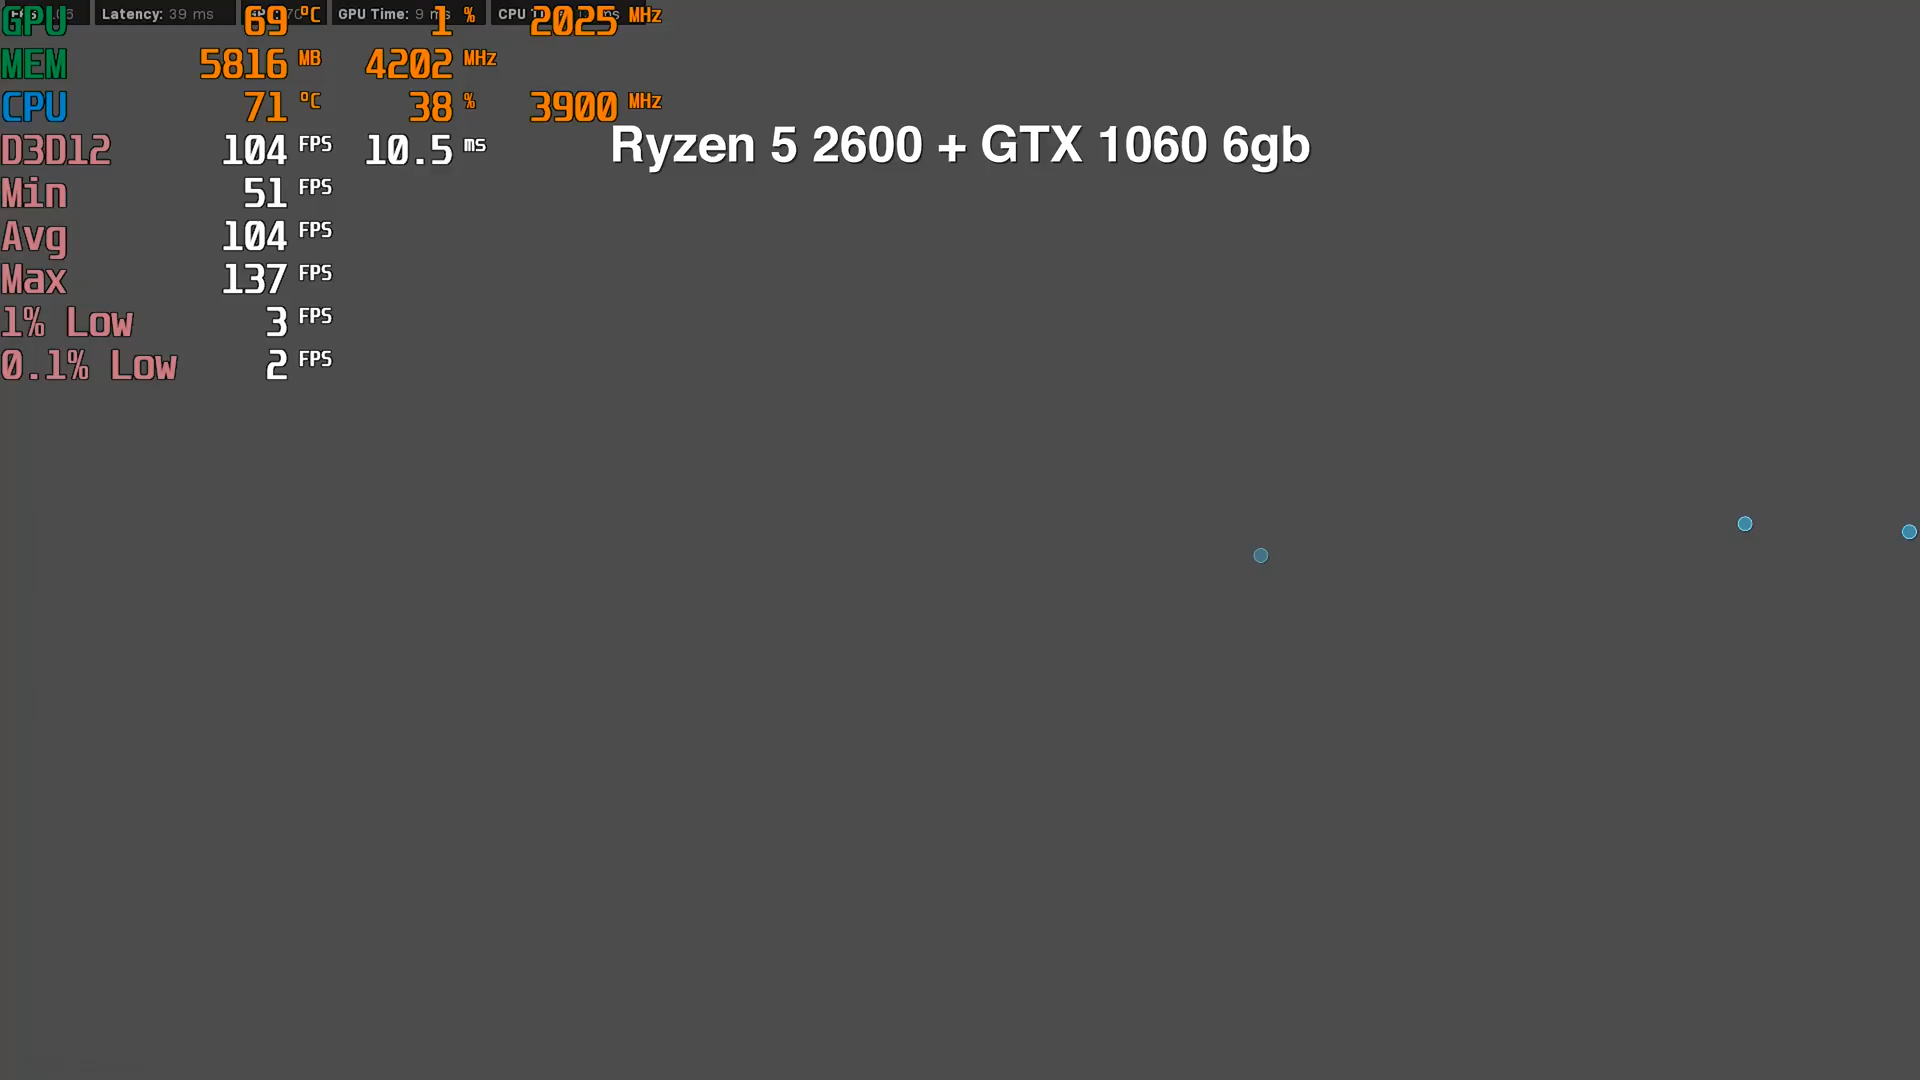 Latency: 39 ms GPU Time: 9 ms
GPU 69 °C 1 % 2025 MHz
MEM 5816 MB 4202 MHz
CPU 71 °C 38 % 3900 MHz
D3D12 104 FPS 10.5 ms
Ryzen 5 2600 + GTX 1060 6gb
Min 51 FPS
Avg 104 FPS
Max 137 FPS
1% Low 3 FPS
0.1% Low 2 FPS